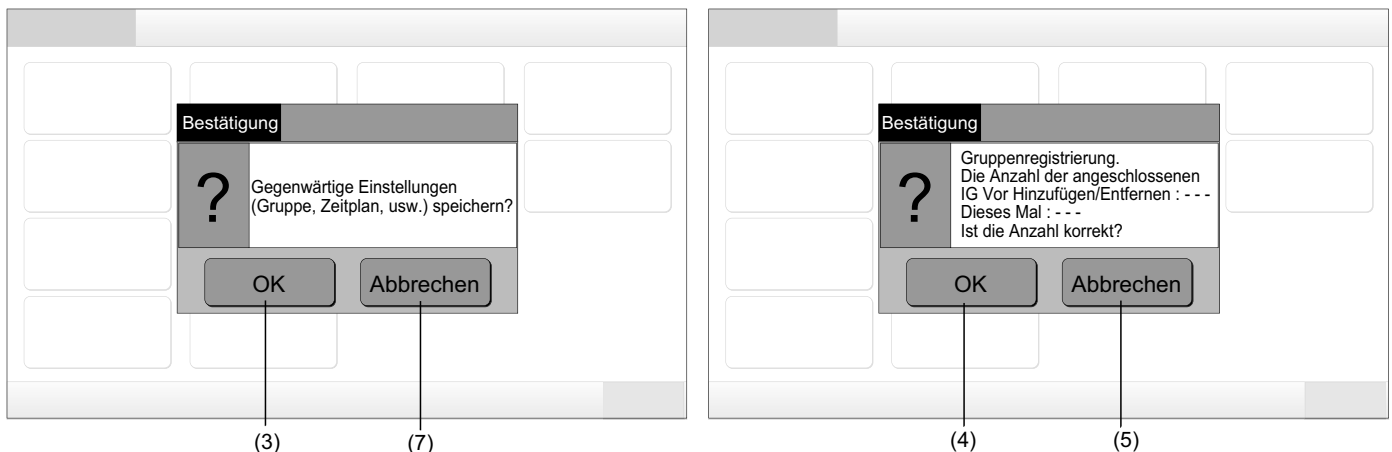 Bestätigung
?
Gegenwärtige Einstellungen
(Gruppe, Zeitplan, usw.) speichern?
OK
Abbrechen
(3)
(7)
Bestätigung
?
Gruppenregistrierung.
Die Anzahl der angeschlossenen
IG Vor Hinzufügen/Entfernen : - - -
Dieses Mal : - - -
Ist die Anzahl korrekt?
OK
Abbrechen
(4)
(5)